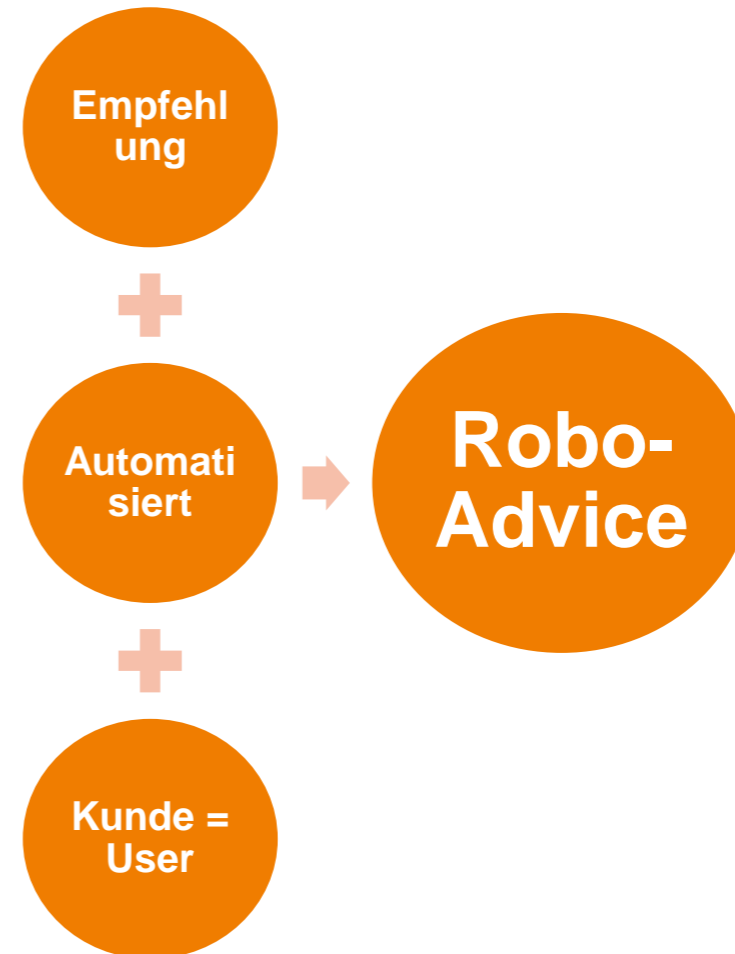 Empfehl
ung
Automati
siert
Robo-
Advice
Kunde =
User